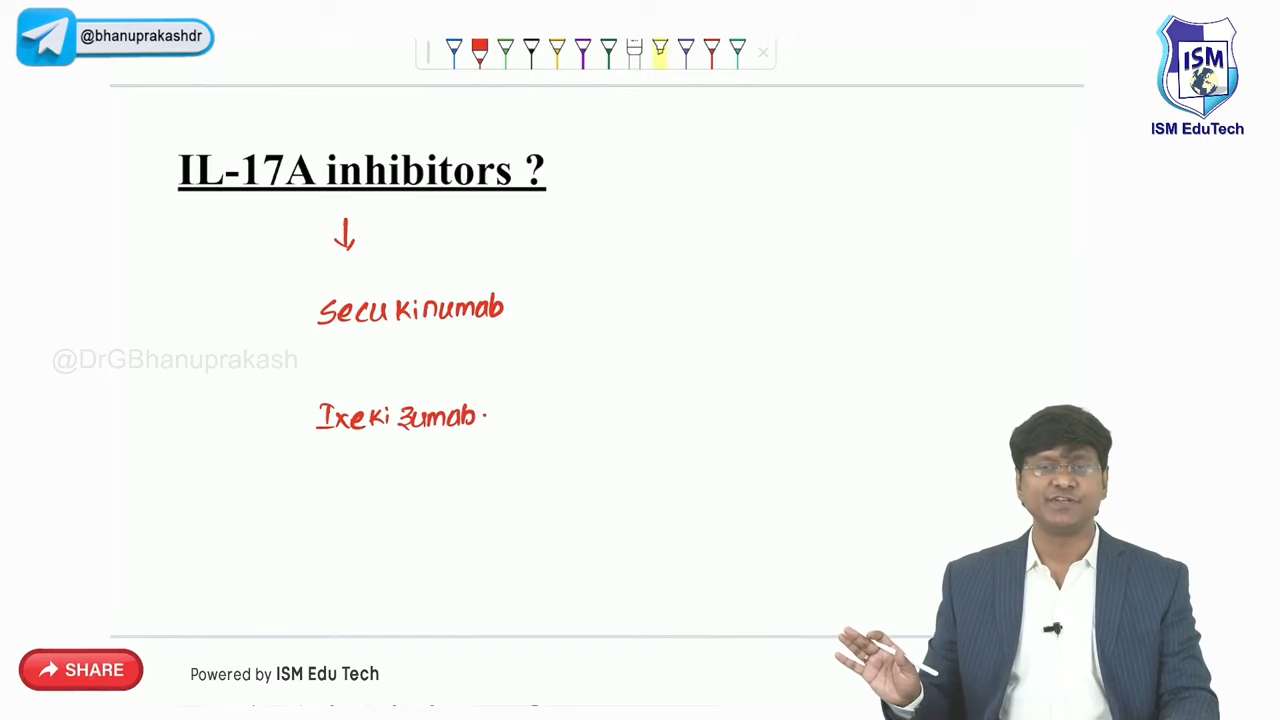 @bhanuprakashdr
ISM
ISM EduTech
IL-17A inhibitors ?
↓
Secukinumab
@DrGBhanuprakash
Ixekizumab.
SHARE
Powered by ISM Edu Tech